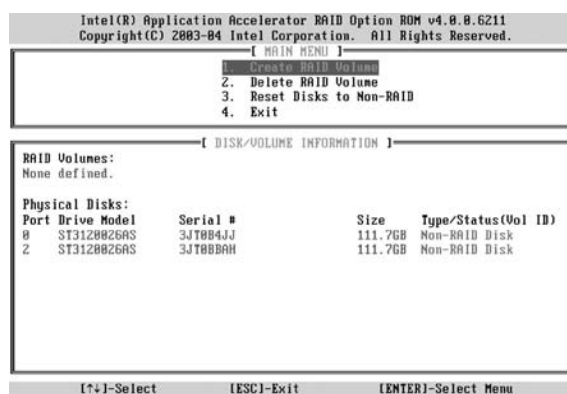 Intel(R) Application Accelerator RAID Option ROM v4.0.0.6211
Copyright(C) 2003-04 Intel Corporation. All Rights Reserved.
[ MAIN MENU ]
1. Create RAID Volume
2. Delete RAID Volume
3. Reset Disks to Non-RAID
4. Exit
[ DISK/VOLUME INFORMATION ]
RAID Volumes:
None defined.
Physical Disks:
Port Drive Model Serial # Size Type/Status(Vol ID)
0 ST3120026AS 3JT0B4JJ 111.7GB Non-RAID Disk
2 ST3120026AS 3JT0BBAH 111.7GB Non-RAID Disk
[↑↓]-Select [ESC]-Exit [ENTER]-Select Menu